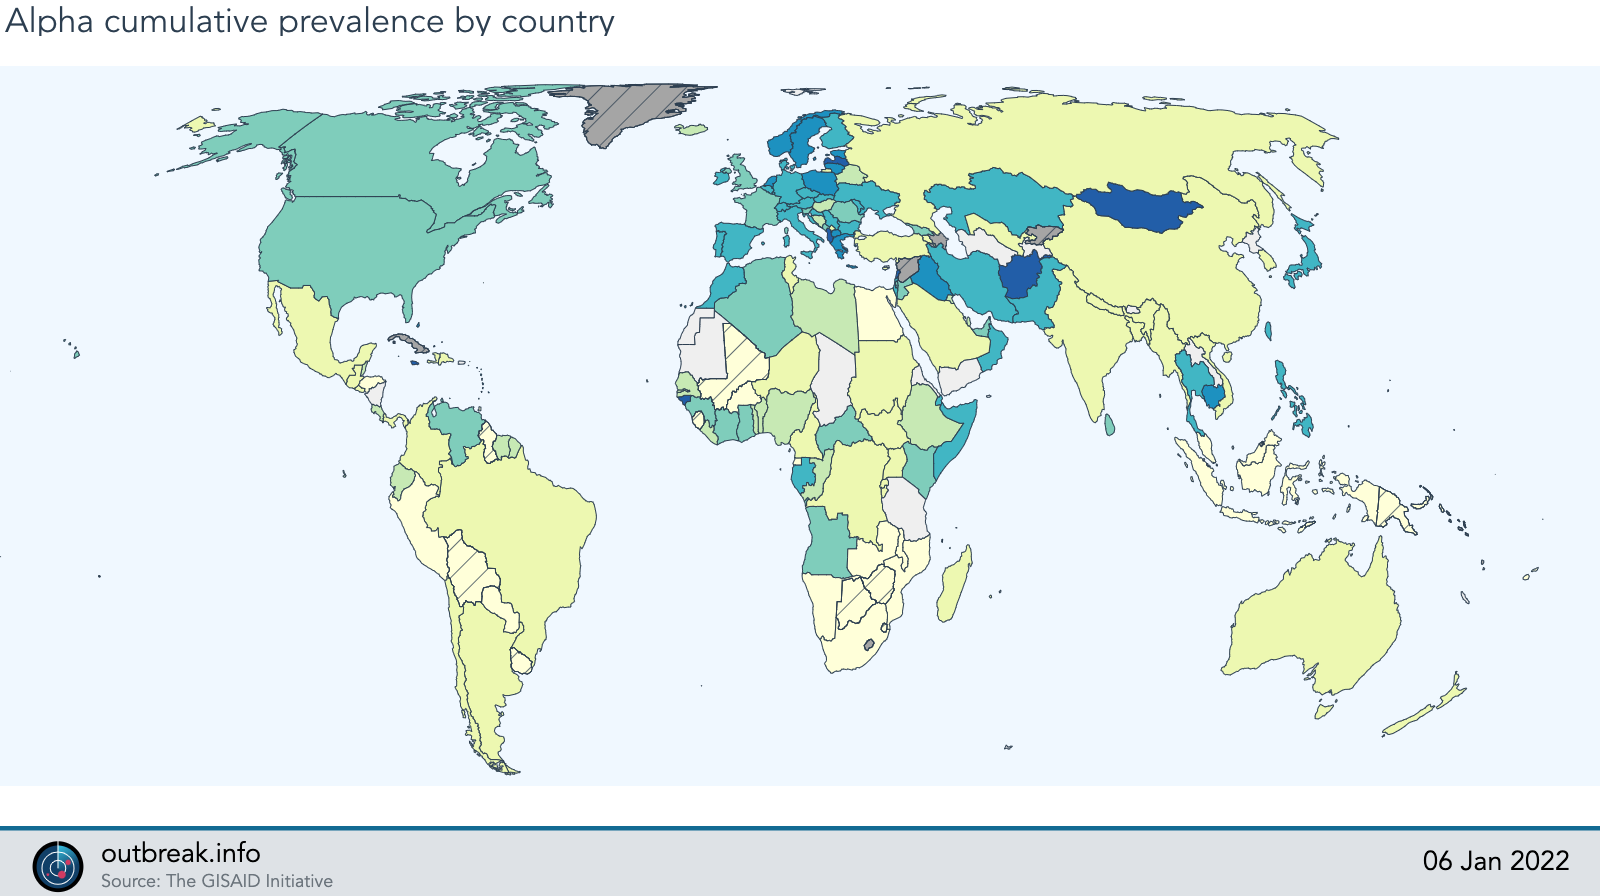 Alpha cumulative prevalence by country
outbreak.info
Source: The GISAID Initiative
06 Jan 2022